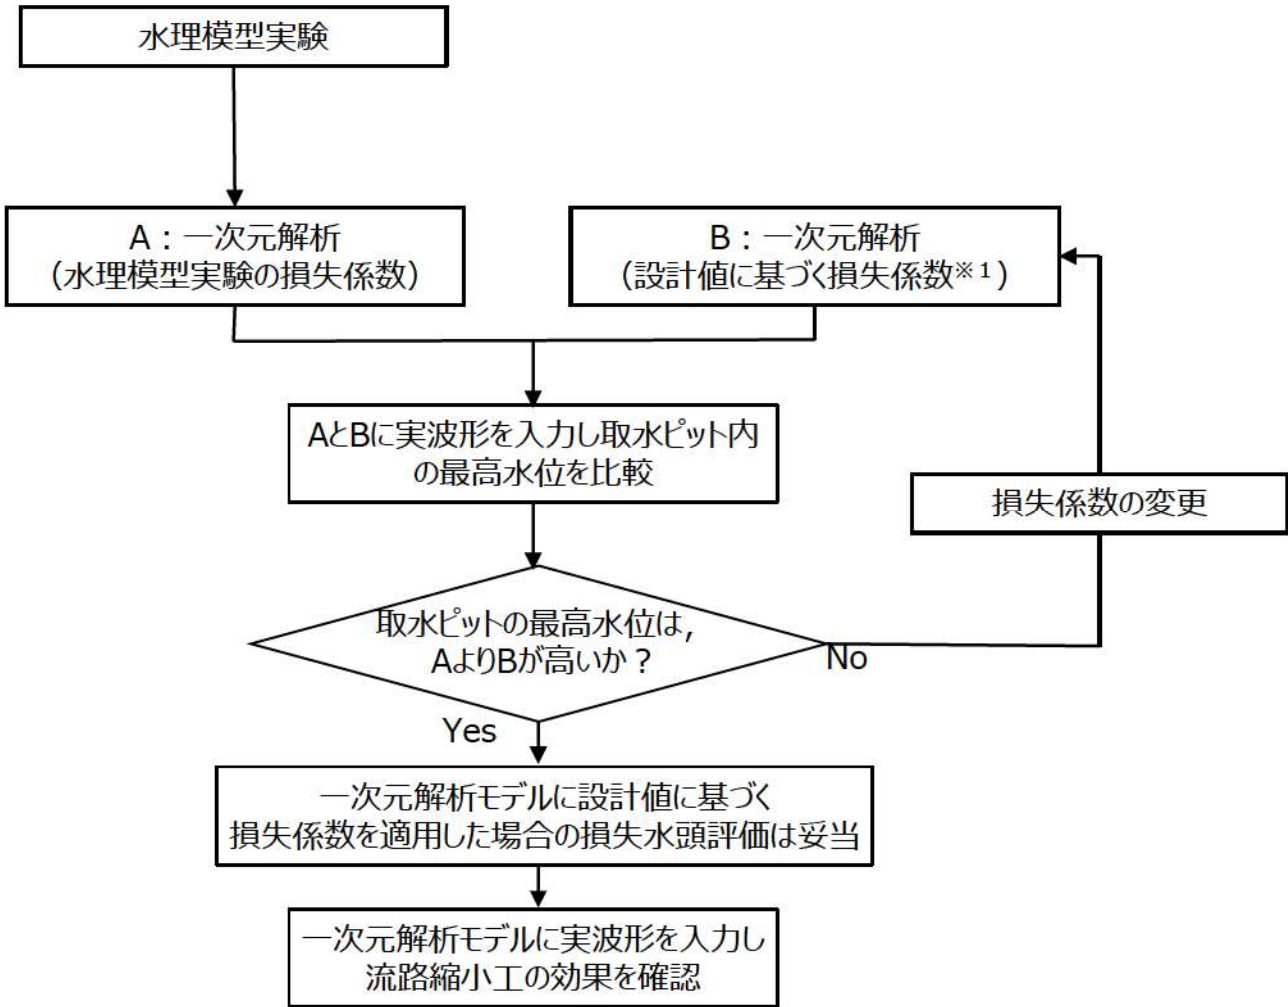 水理模型実験
A：一次元解析
（水理模型実験の損失係数）
B：一次元解析
（設計値に基づく損失係数※１）
AとBに実波形を入力し取水ピット内
の最高水位を比較
損失係数の変更
取水ピットの最高水位は,
AよりBが高いか？
No
Yes
一次元解析モデルに設計値に基づく
損失係数を適用した場合の損失水頭評価は妥当
一次元解析モデルに実波形を入力し
流路縮小工の効果を確認